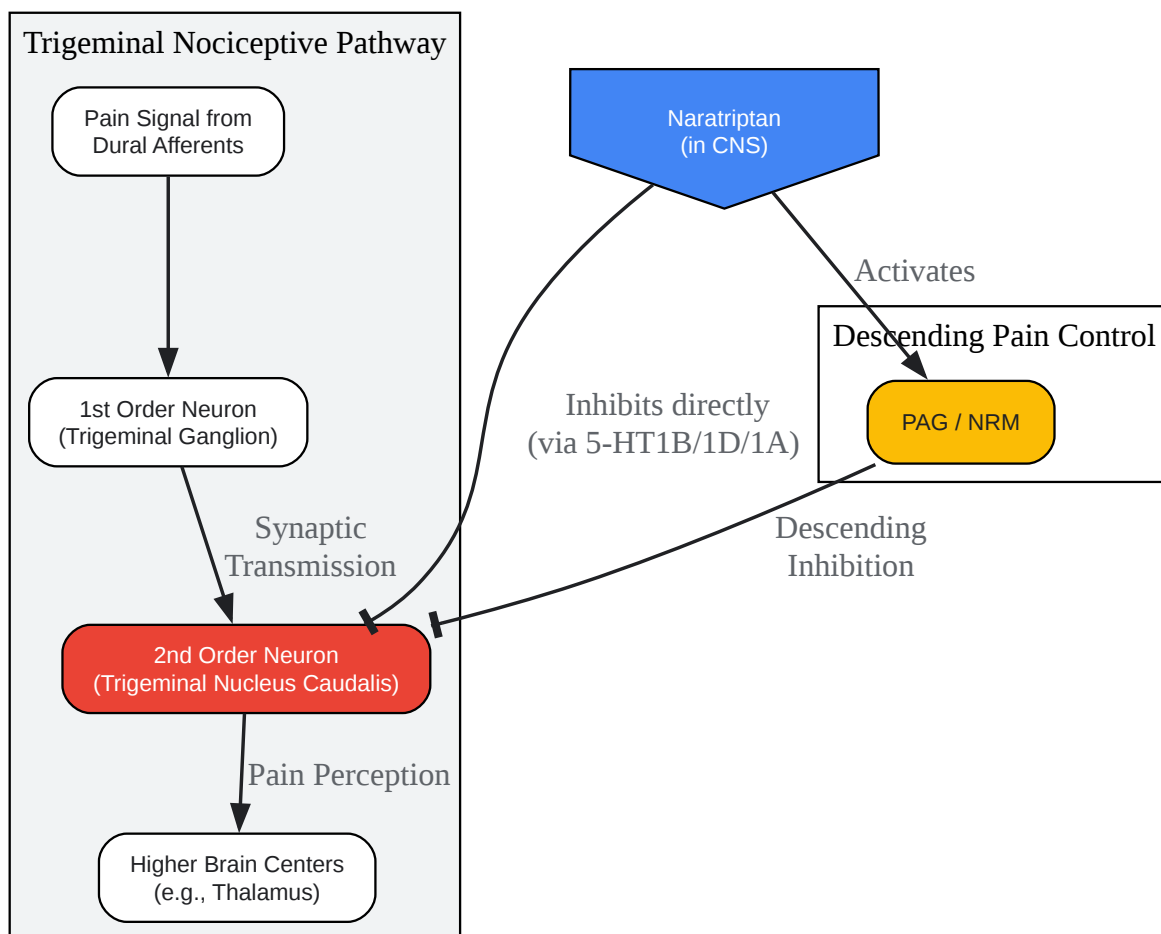 Trigeminal Nociceptive Pathway
Pain Signal from
Dural Afferents
Naratriptan
(in CNS)
Activates
Descending Pain Control
1st Order Neuron
(Trigeminal Ganglion)
Inhibits directly
(via 5-HT1B/1D/1A)
PAG / NRM
Synaptic
Transmission
Descending
Inhibition
2nd Order Neuron
(Trigeminal Nucleus Caudalis)
Pain Perception
Higher Brain Centers
(e.g., Thalamus)